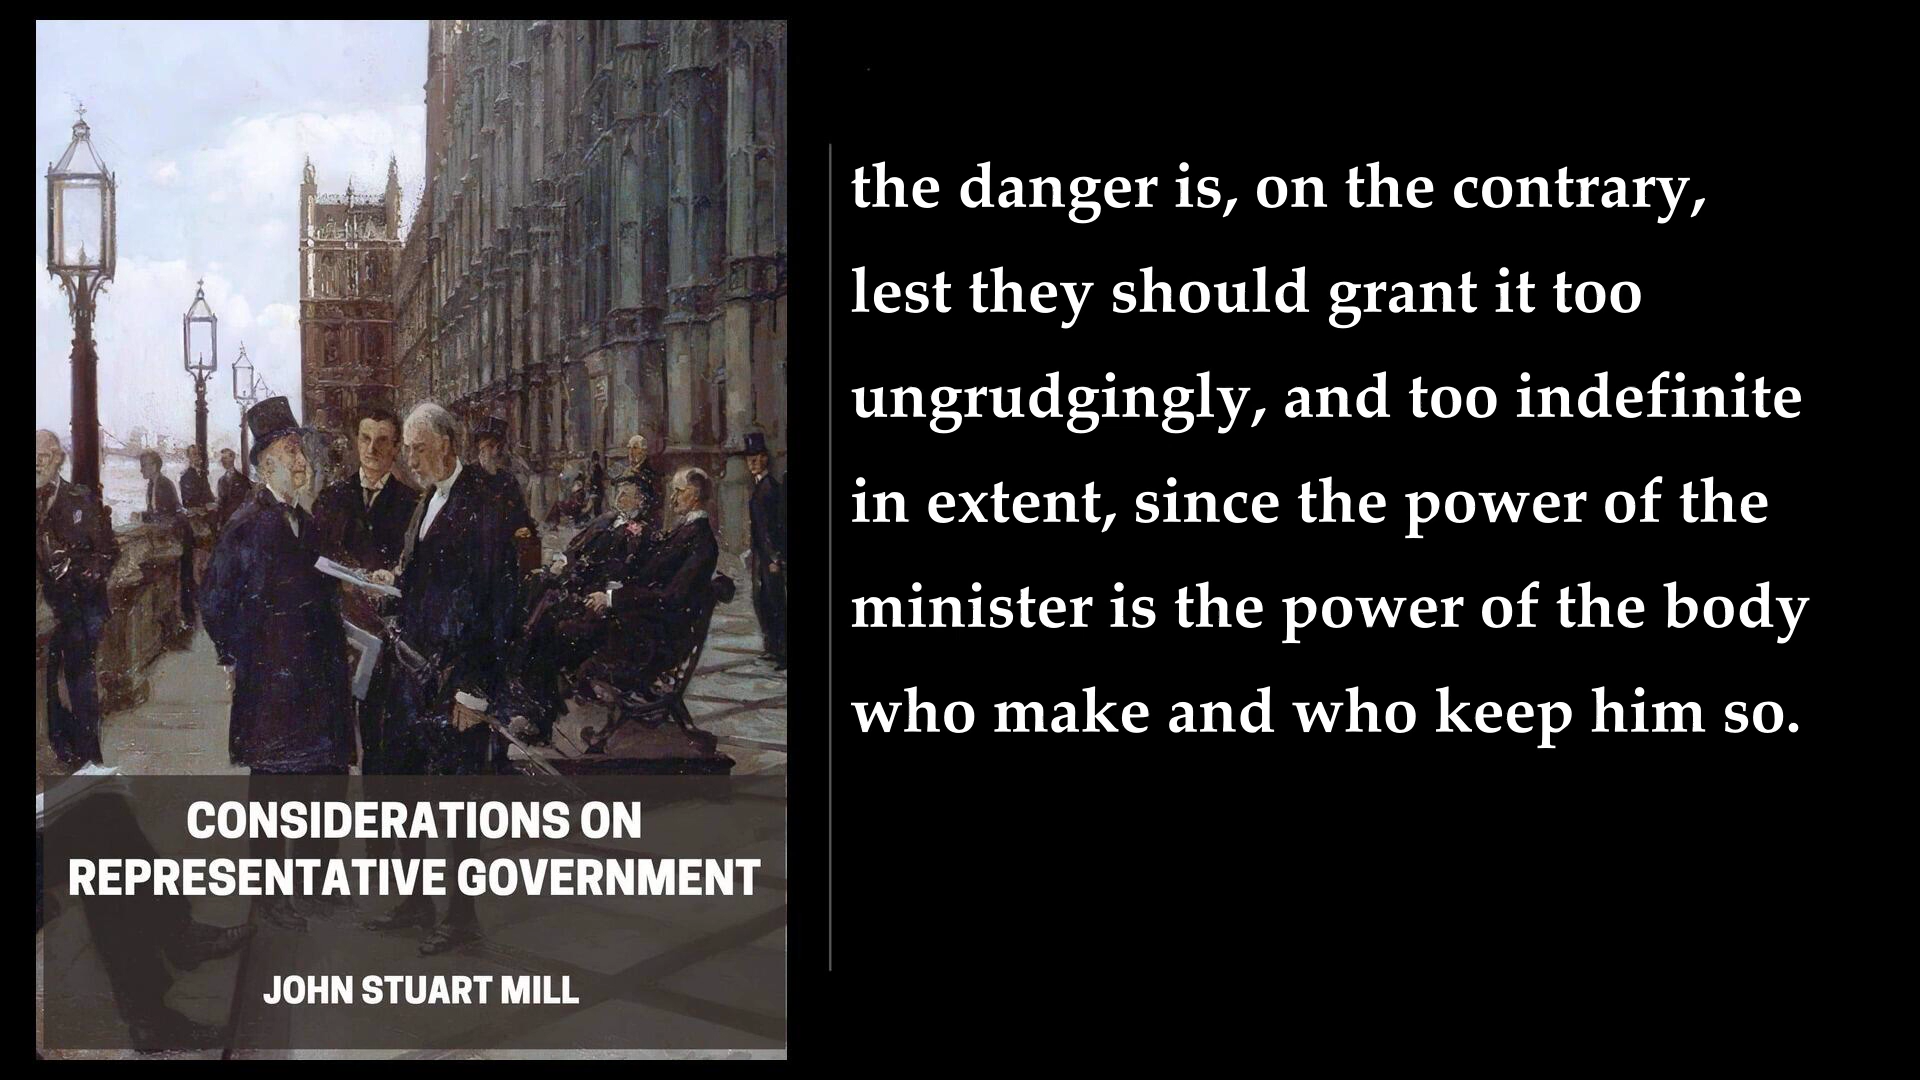 the danger is, on the contrary,
lest they should grant it too
ungrudgingly, and too indefinite
in extent, since the power of the
minister is the power of the body
who make and who keep him so.
CONSIDERATIONS ON
REPRESENTATIVE GOVERNMENT
JOHN STUART MILL